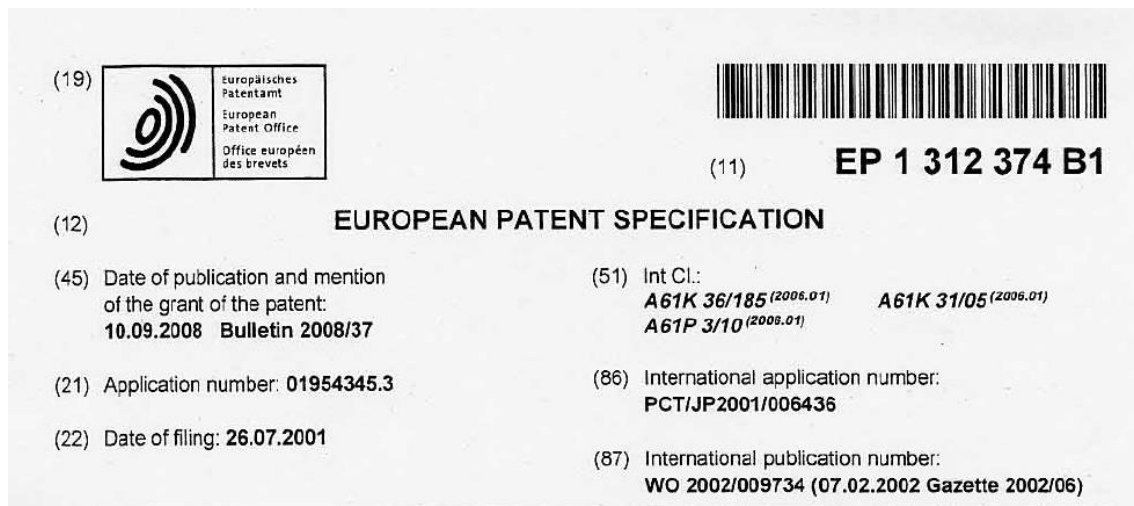 (19)
Europäisches
Patentamt
European
Patent Office
Office européen
des brevets
(11) EP 1 312 374 B1
(12) EUROPEAN PATENT SPECIFICATION
(45) Date of publication and mention
of the grant of the patent:
10.09.2008 Bulletin 2008/37
(21) Application number: 01954345.3
(22) Date of filing: 26.07.2001
(51) Int Cl.:
A61K 36/185 (2006.01) A61K 31/05 (2006.01)
A61P 3/10 (2006.01)
(86) International application number:
PCT/JP2001/006436
(87) International publication number:
WO 2002/009734 (07.02.2002 Gazette 2002/06)